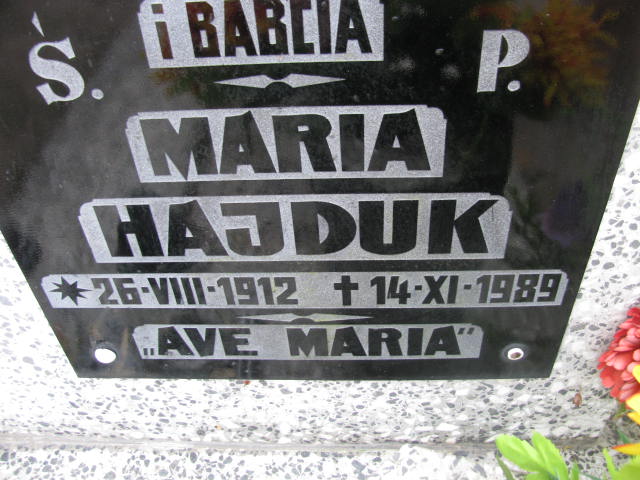 i BABCIA
Ś. P.
MARIA
HAJDUK
* 26-VIII-1912 † 14-XI-1989
„AVE MARIA”